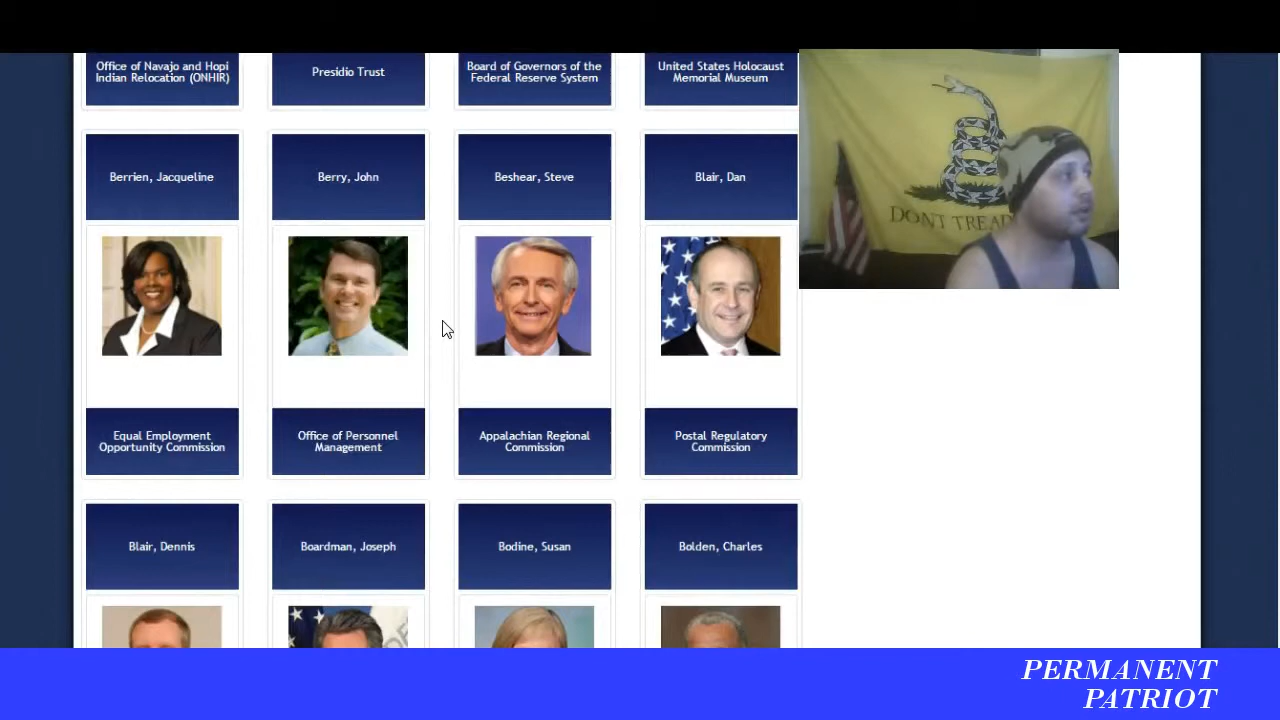 Office of Navajo and Hopi
Indian Relocation (ONHIR)
Presidio Trust
Board of Governors of the
Federal Reserve System
United States Holocaust
Memorial Museum
DON'T TREAD
Berrien, Jacqueline
Berry, John
Beshear, Steve
Blair, Dan
Equal Employment
Opportunity Commission
Office of Personnel
Management
Appalachian Regional
Commission
Postal Regulatory
Commission
Blair, Dennis
Boardman, Joseph
Bodine, Susan
Bolden, Charles
PERMANENT
PATRIOT